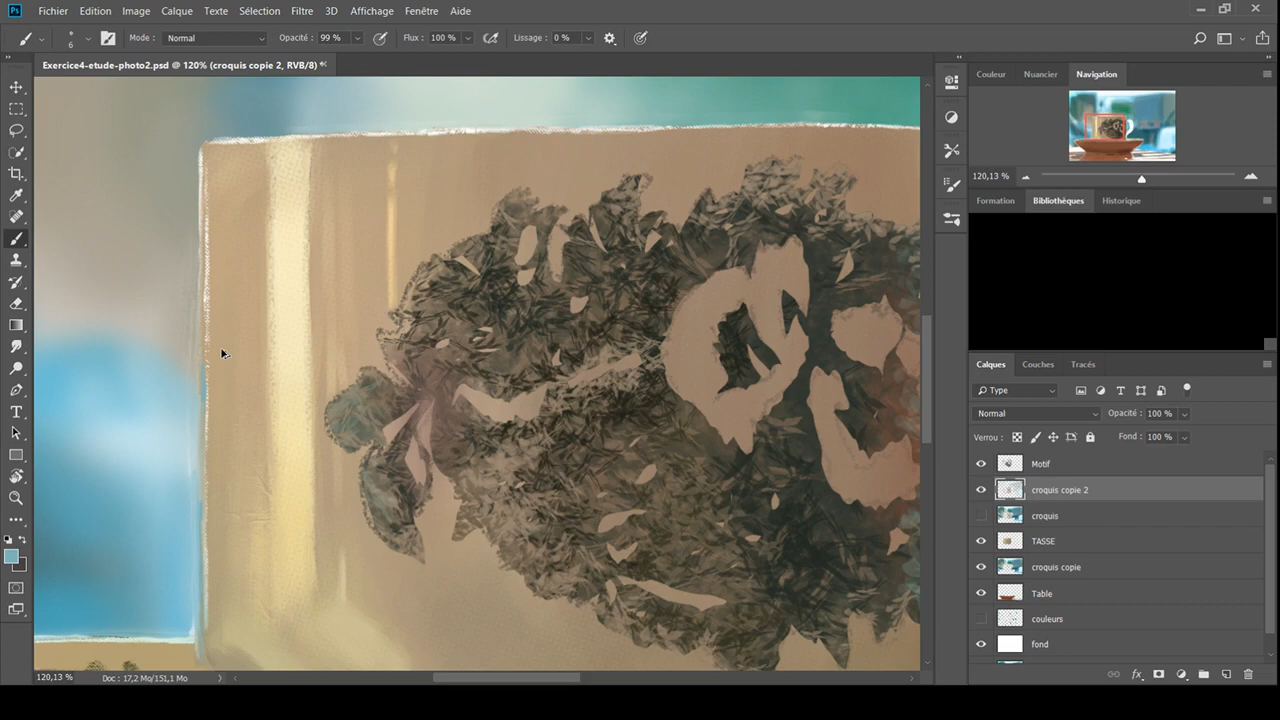 Ps Fichier Edition Image Calque Texte Sélection Filtre 3D Affichage Fenêtre Aide
6 Mode : Normal Opacité : 99 % Flux : 100 % Lissage : 0 %
Exercice4-etude-photo2.psd @ 120% (croquis copie 2, RVB/8) *
Couleur Nuancier Navigation
120,13 %
Formation Bibliothèques Historique
Calques Couches Tracés
Type
Normal Opacité : 100 %
Verrou : Fond : 100 %
Motif
croquis copie 2
croquis
TASSE
croquis copie
Table
couleurs
fond
120,13 % Doc : 17,2 Mo/151,1 Mo